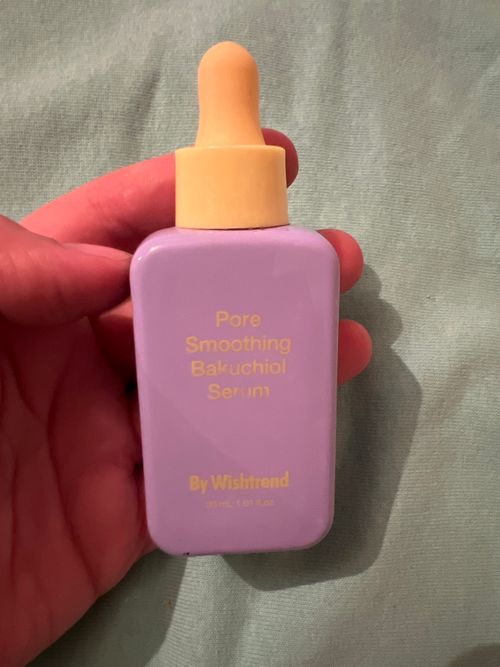 Pore
Smoothing
Bakuchiol
Serum
By Wishtrend
30 mL, 1.01 fl.oz.